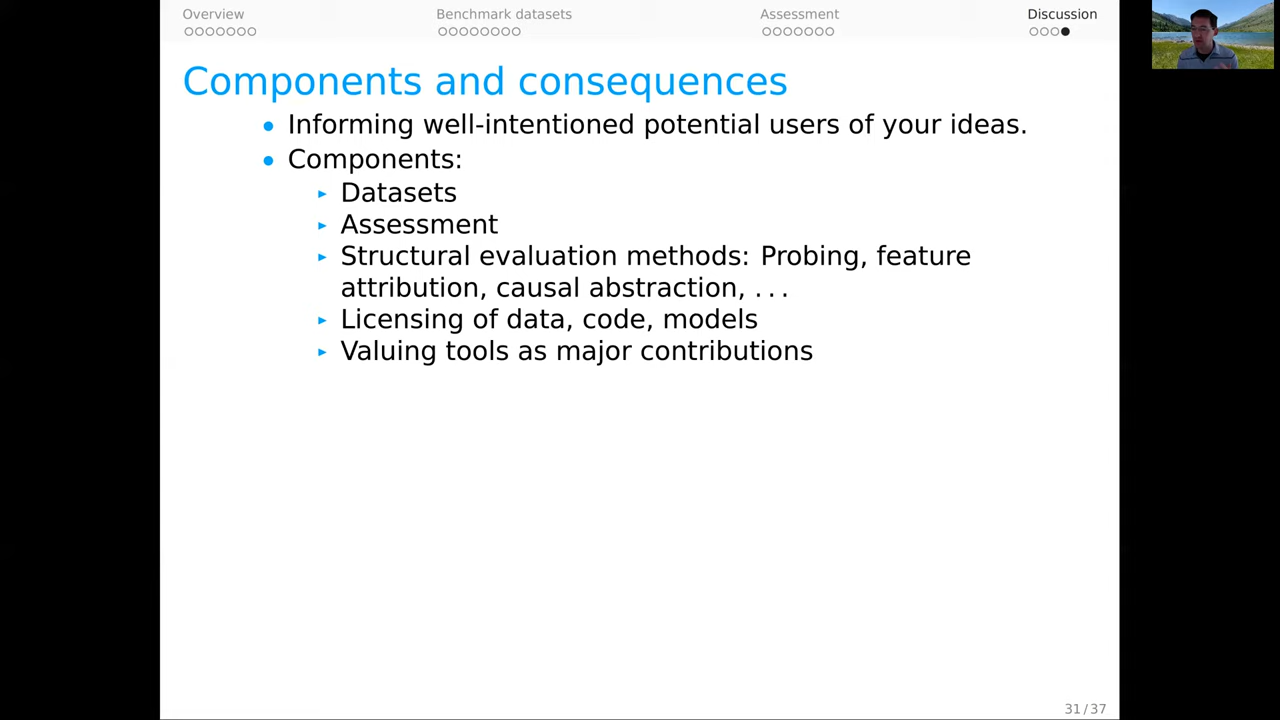 Overview Benchmark datasets Assessment Discussion
Components and consequences
• Informing well-intentioned potential users of your ideas.
• Components:
▸ Datasets
▸ Assessment
▸ Structural evaluation methods: Probing, feature
attribution, causal abstraction, . . .
▸ Licensing of data, code, models
▸ Valuing tools as major contributions
31 / 37